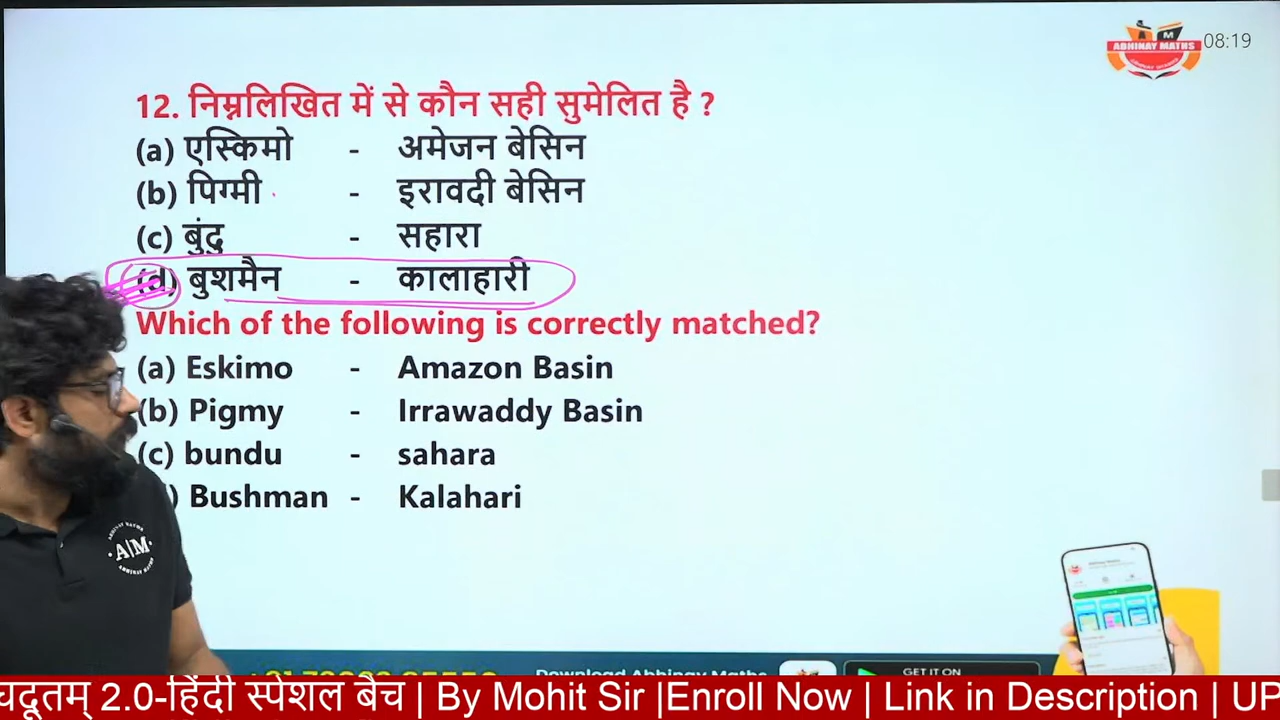 ABHINAY MATHS
08:19
12. निम्नलिखित में से कौन सही सुमेलित है ?
(a) एस्किमो - अमेजन बेसिन
(b) पिग्मी - इरावदी बेसिन
(c) बुंदु - सहारा
(d) बुशमैन - कालाहारी
Which of the following is correctly matched?
(a) Eskimo - Amazon Basin
(b) Pigmy - Irrawaddy Basin
(c) bundu - sahara
) Bushman - Kalahari
A|M
ABHINAY MATHS
Download Abhinay Maths
GET IT ON
2.0-हिंदी स्पेशल बैच | By Mohit Sir |Enroll Now | Link in Description | UP